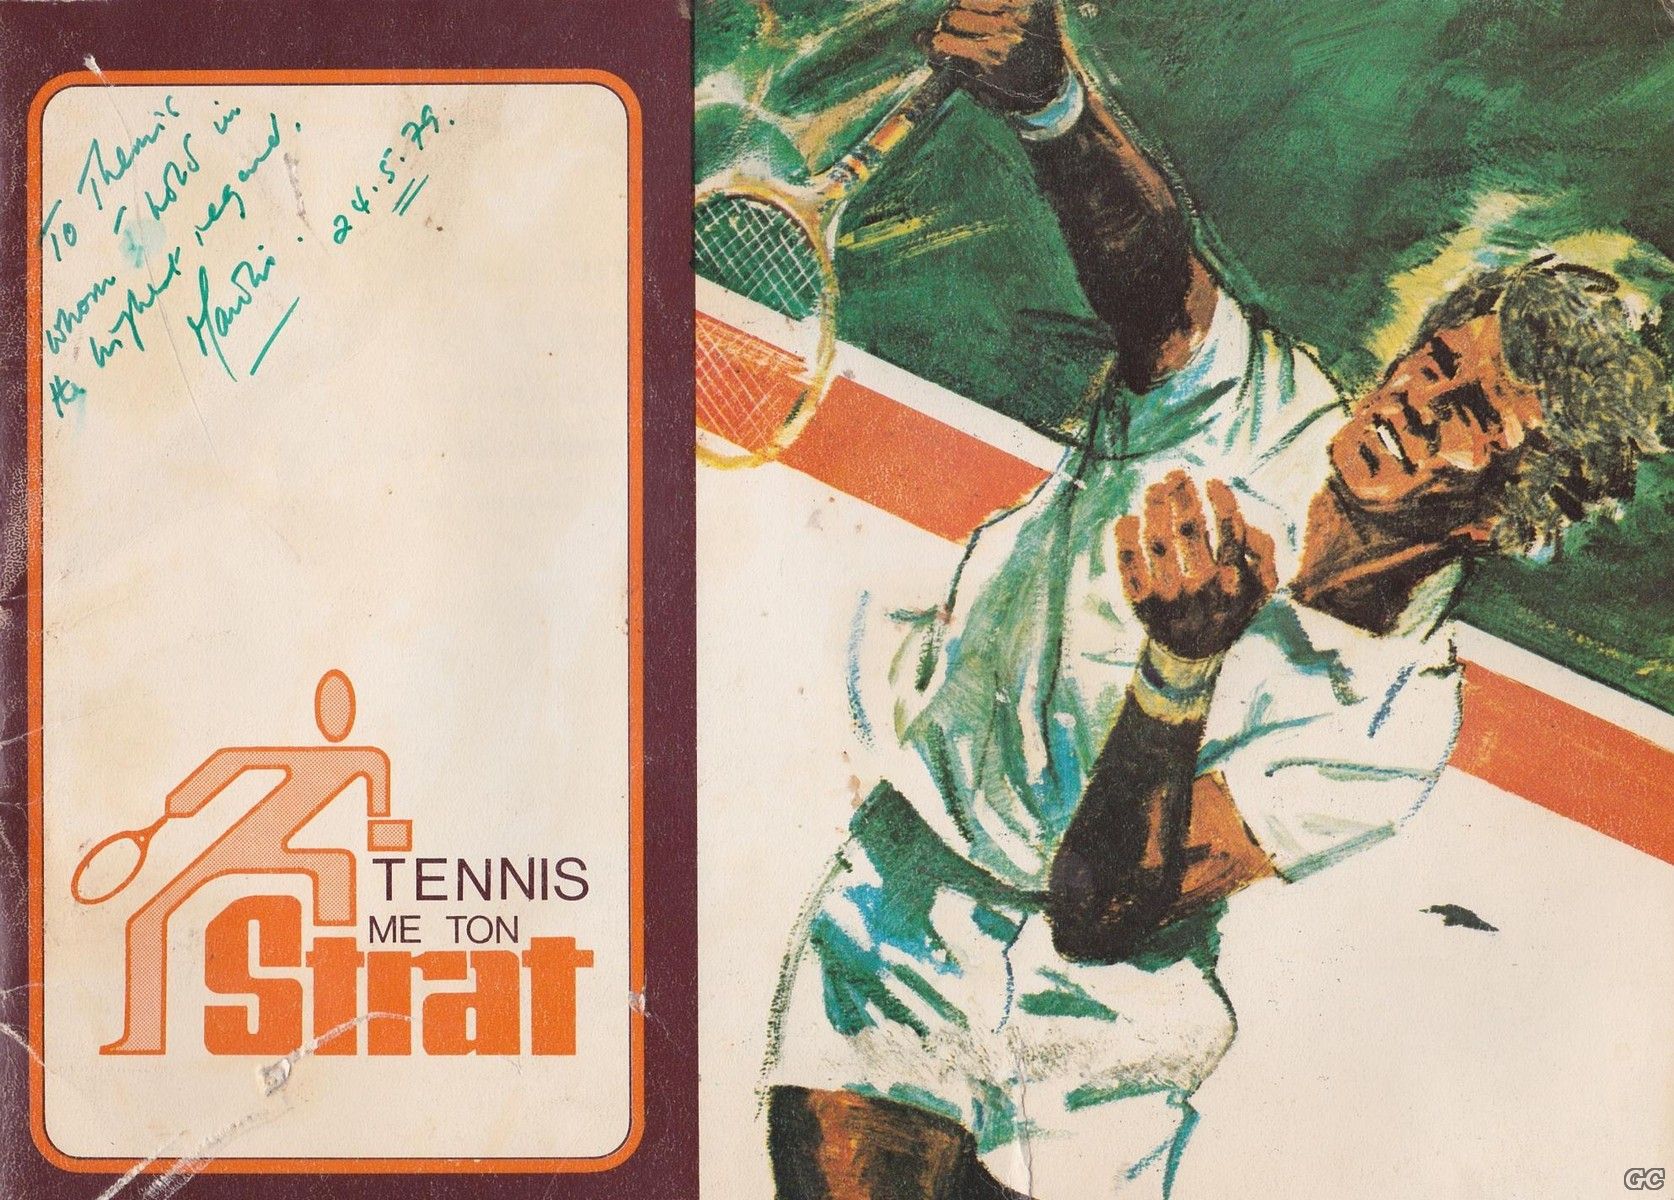 To Themis
whom I hold in
the highest regard.
24.5.79.
TENNIS
ME TON
Strat
GC